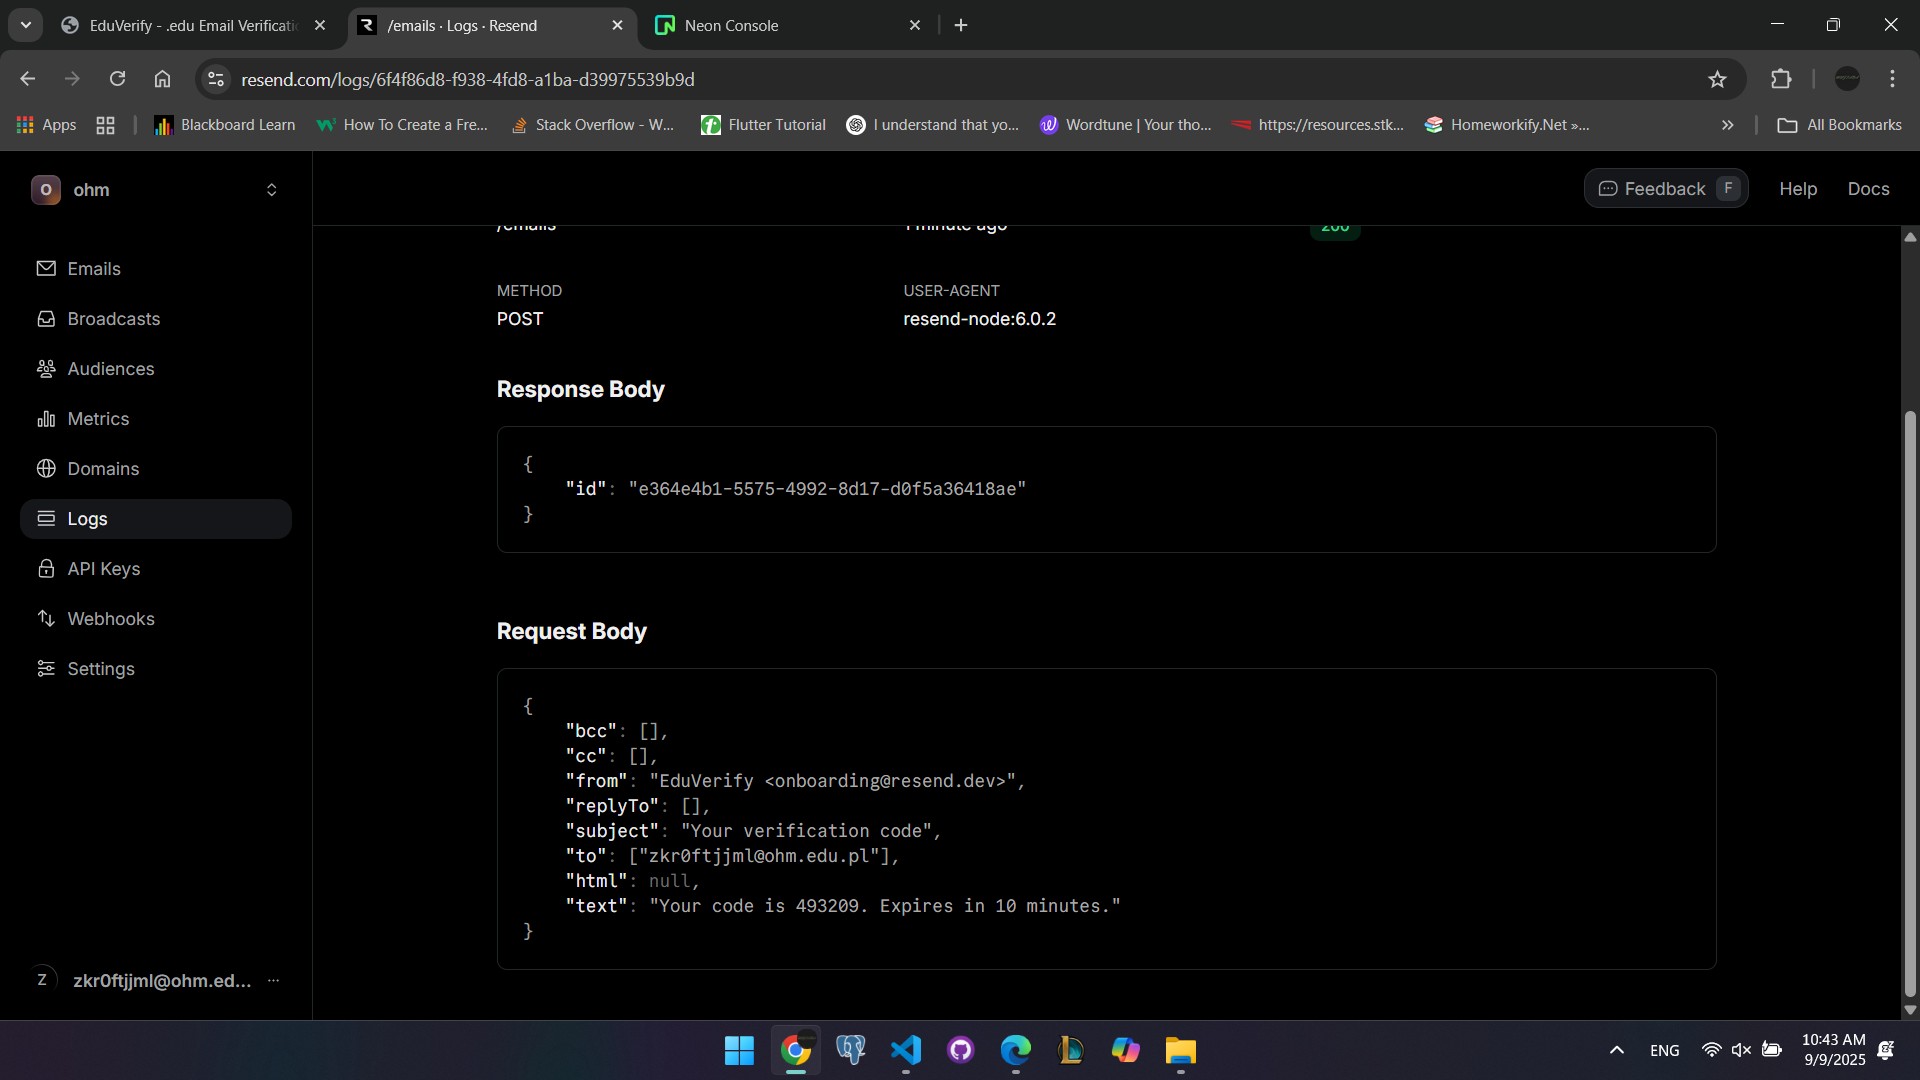 EduVerify - .edu Email Verificati
/emails · Logs · Resend
Neon Console
resend.com/logs/6f4f86d8-f938-4fd8-a1ba-d39975539b9d
Apps
Blackboard Learn
How To Create a Fre...
Stack Overflow - W...
Flutter Tutorial
I understand that yo...
Wordtune | Your tho...
https://resources.stk...
Homeworkify.Net »...
All Bookmarks
O ohm
Feedback F
Help
Docs
Emails
Broadcasts
Audiences
Metrics
Domains
Logs
API Keys
Webhooks
Settings
Z zkr0ftjjml@ohm.ed... ···
/emails
1 minute ago
200
METHOD
USER-AGENT
POST
resend-node:6.0.2
Response Body
{
"id": "e364e4b1-5575-4992-8d17-d0f5a36418ae"
}
Request Body
{
"bcc": [],
"cc": [],
"from": "EduVerify <onboarding@resend.dev>",
"replyTo": [],
"subject": "Your verification code",
"to": ["zkr0ftjjml@ohm.edu.pl"],
"html": null,
"text": "Your code is 493209. Expires in 10 minutes."
}
ENG
10:43 AM
9/9/2025